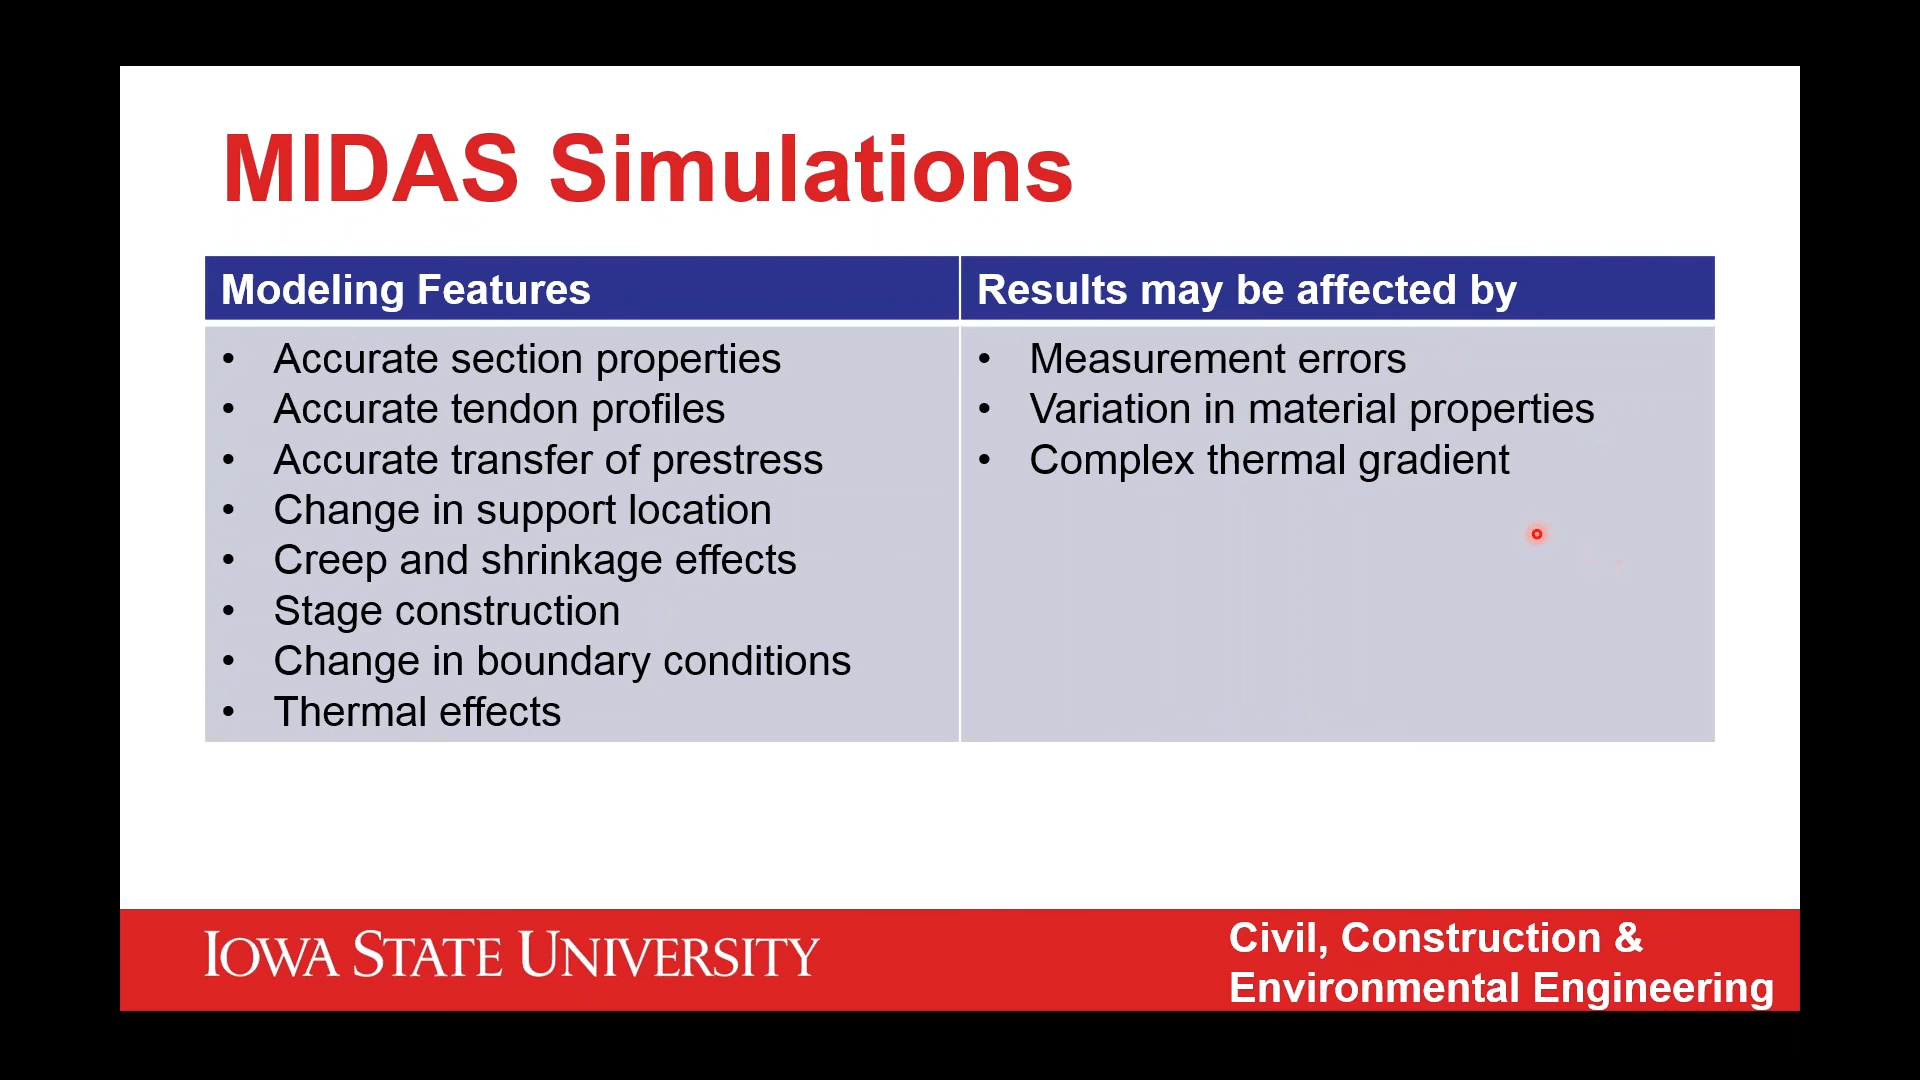 MIDAS Simulations
Modeling Features
• Accurate section properties
• Accurate tendon profiles
• Accurate transfer of prestress
• Change in support location
• Creep and shrinkage effects
• Stage construction
• Change in boundary conditions
• Thermal effects
Results may be affected by
• Measurement errors
• Variation in material properties
• Complex thermal gradient
IOWA STATE UNIVERSITY
Civil, Construction &
Environmental Engineering